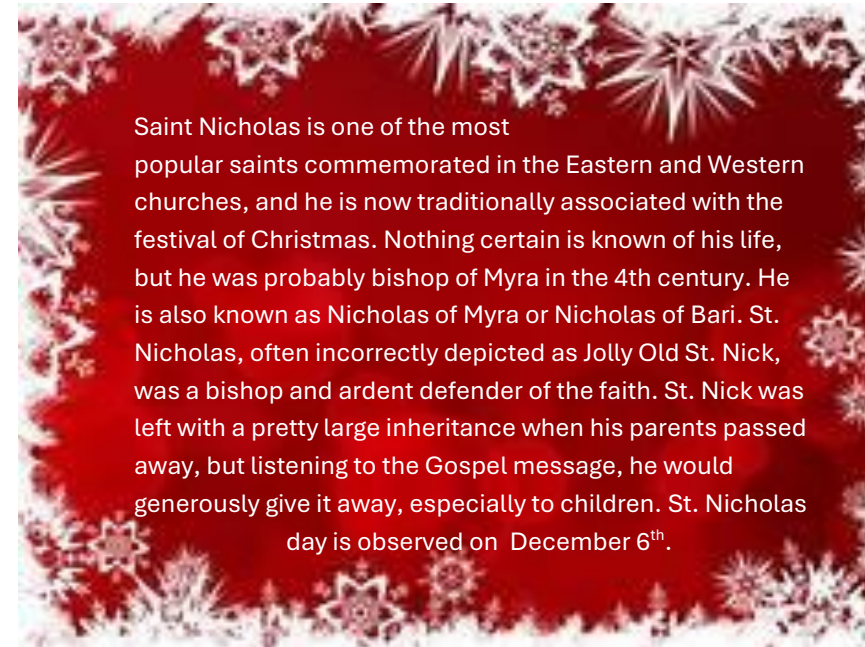 Saint Nicholas is one of the most
popular saints commemorated in the Eastern and Western
churches, and he is now traditionally associated with the
festival of Christmas. Nothing certain is known of his life,
but he was probably bishop of Myra in the 4th century. He
is also known as Nicholas of Myra or Nicholas of Bari. St.
Nicholas, often incorrectly depicted as Jolly Old St. Nick,
was a bishop and ardent defender of the faith. St. Nick was
left with a pretty large inheritance when his parents passed
away, but listening to the Gospel message, he would
generously give it away, especially to children. St. Nicholas
day is observed on  December 6th.